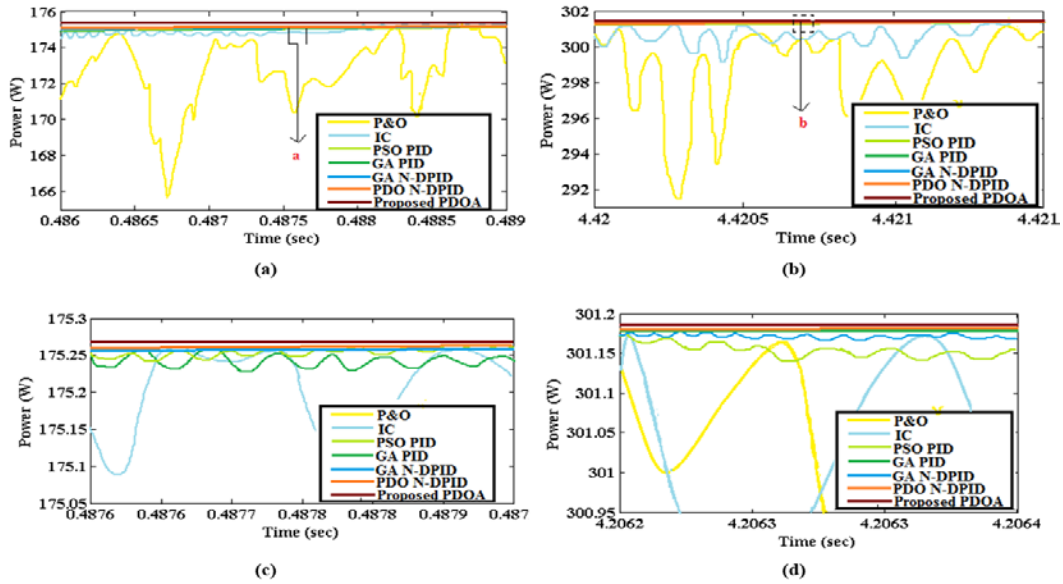 176
174
172
170
168
166
Power (W)
a
P&O
IC
PSO PID
GA PID
GA N-DPID
PDO N-DPID
Proposed PDOA
0.486 0.4865 0.487 0.4875 0.488 0.4885 0.489
Time (sec)
(a)
302
300
298
296
294
292
Power (W)
b
P&O
IC
PSO PID
GA PID
GA N-DPID
PDO N-DPID
Proposed PDOA
4.42 4.4205 4.421 4.421.
Time (sec)
(b)
175.3
175.25
175.2
175.15
175.1
175.05
Power (W)
P&O
IC
PSO PID
GA PID
GA N-DPID
PDO N-DPID
Proposed PDOA
0.4876 0.4876 0.4877 0.4878 0.4878 0.4879 0.487
Time (sec)
(c)
301.2
301.15
301.1
301.05
301
300.95
Power (W)
P&O
IC
PSO PID
GA PID
GA N-DPID
PDO N-DPID
Proposed PDOA
4.2062 4.2063 4.2063 4.2064
Time (sec)
(d)